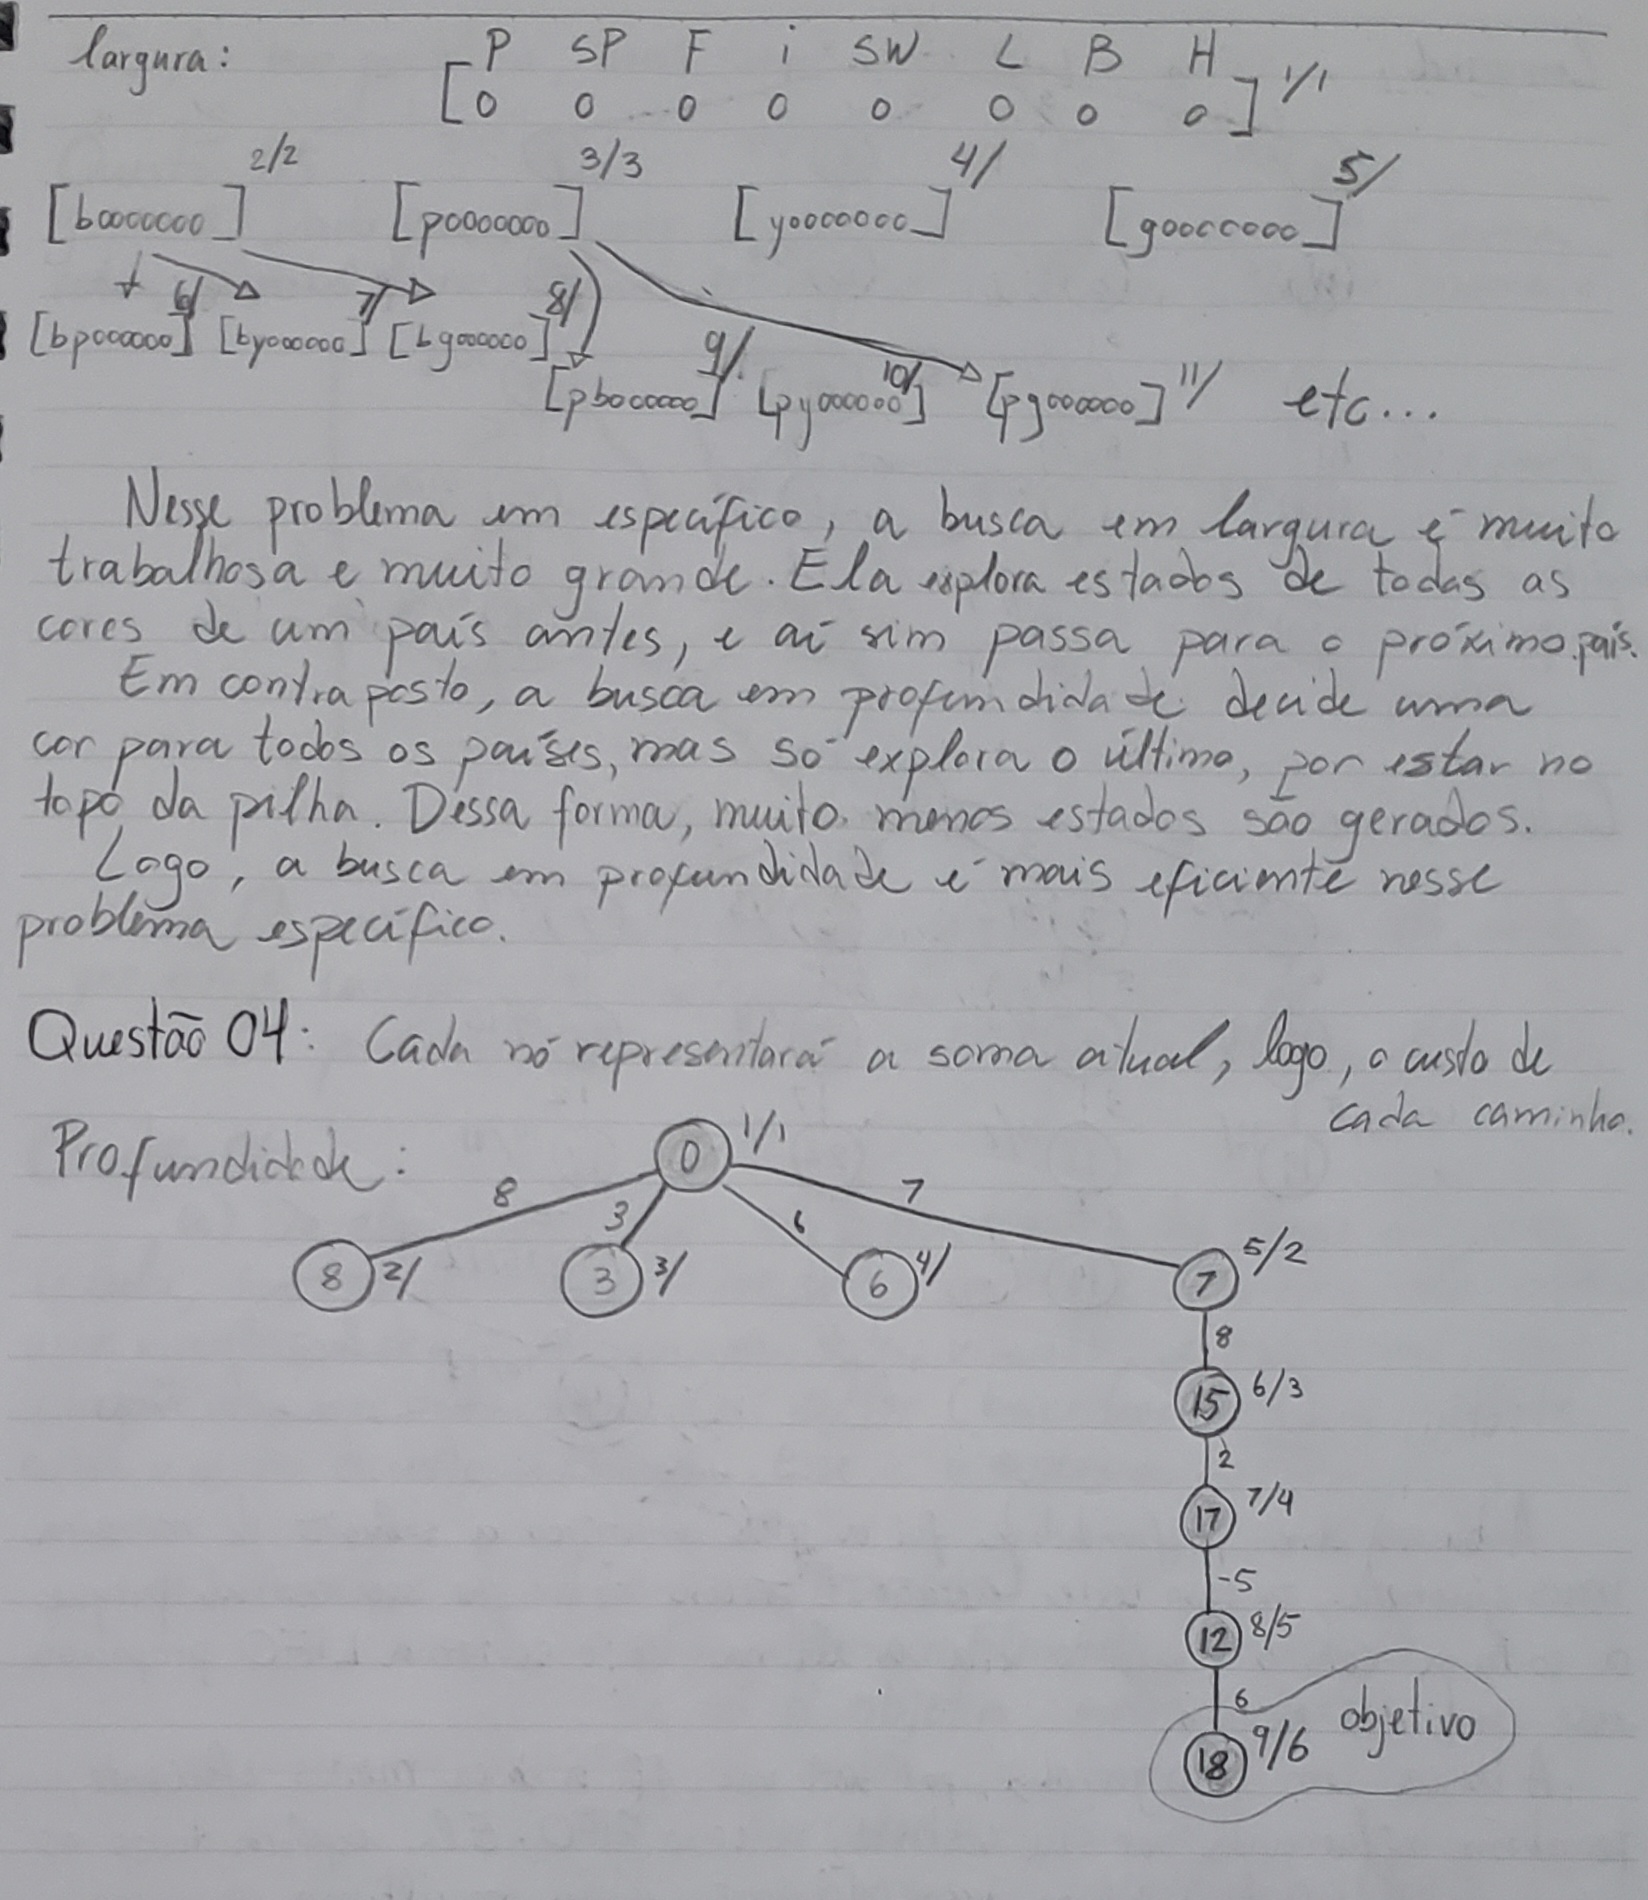 largura: P SP F i SW L B H
[0 0 0 0 0 0 0 0] 1/1
2/2 3/3 4/ 5/
[b0000000] [p0000000] [y0000000] [g0000000]
6/ 7/ 8/
[bp000000] [by000000] [bg000000]
9/ 10/ 11/
[pb000000] [py000000] [pg000000] etc...
Nesse problema em específico, a busca em largura é muito
trabalhosa e muito grande. Ela explora estados de todas as
cores de um país antes, e aí sim passa para o próximo país.
Em contraposto, a busca em profundidade decide uma
cor para todos os países, mas só explora o último, por estar no
topo da pilha. Dessa forma, muito menos estados são gerados.
Logo, a busca em profundidade é mais eficiente nesse
problema específico.
Questão 04: Cada nó representará a soma atual, logo, o custo de
cada caminho.
Profundidade: 0 1/1
8 3 6 7
8 2/ 3 3/ 6 4/ 7 5/2
8
15 6/3
2
17 7/4
-5
12 8/5
6
18 9/6 objetivo